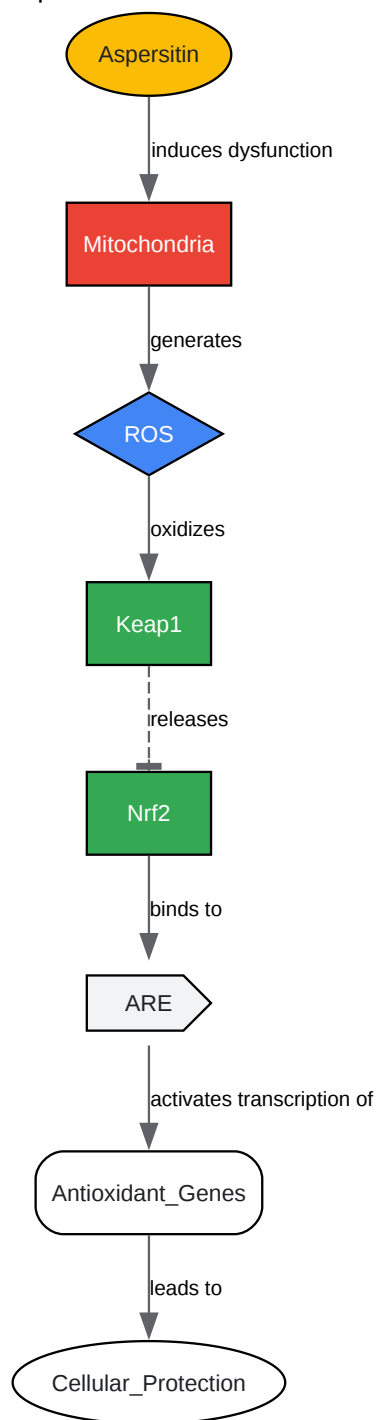 Aspersitin
induces dysfunction
Mitochondria
generates
ROS
oxidizes
Keap1
releases
Nrf2
binds to
ARE
activates transcription of
Antioxidant_Genes
leads to
Cellular_Protection